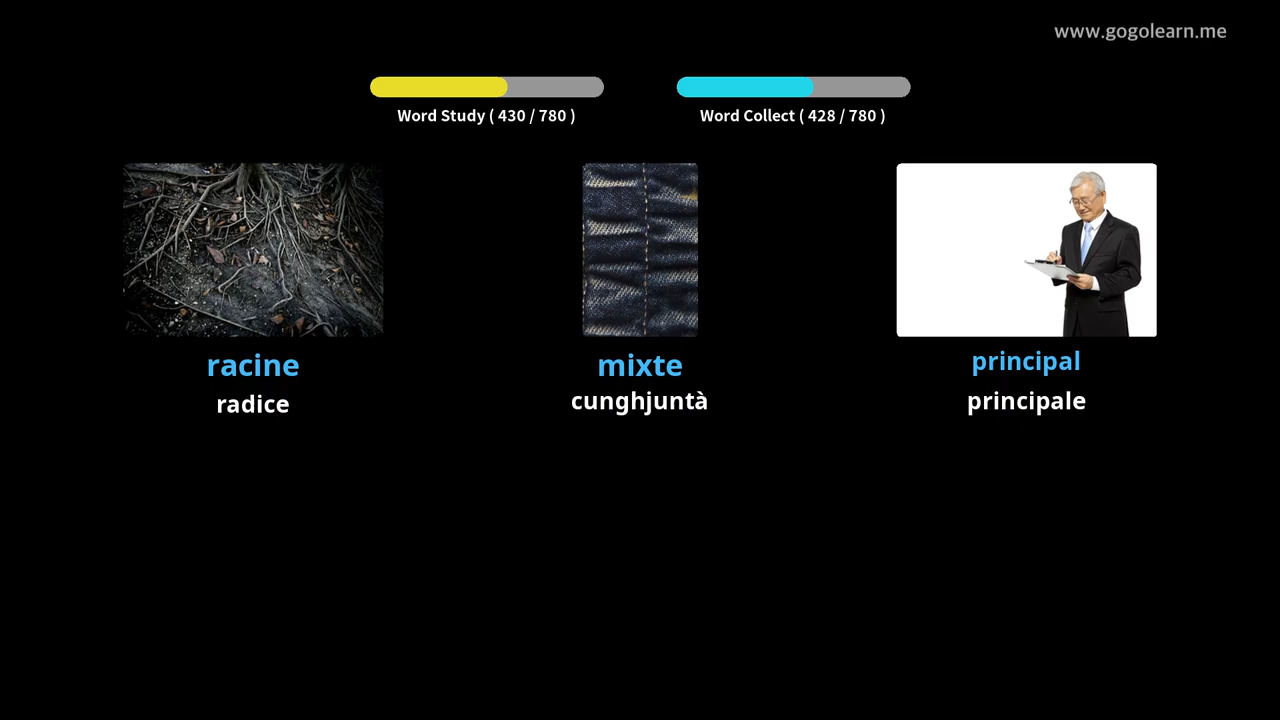 www.gogolearn.me
Word Study ( 430 / 780 )
Word Collect ( 428 / 780 )
racine
radice
mixte
cunghjuntà
principal
principale